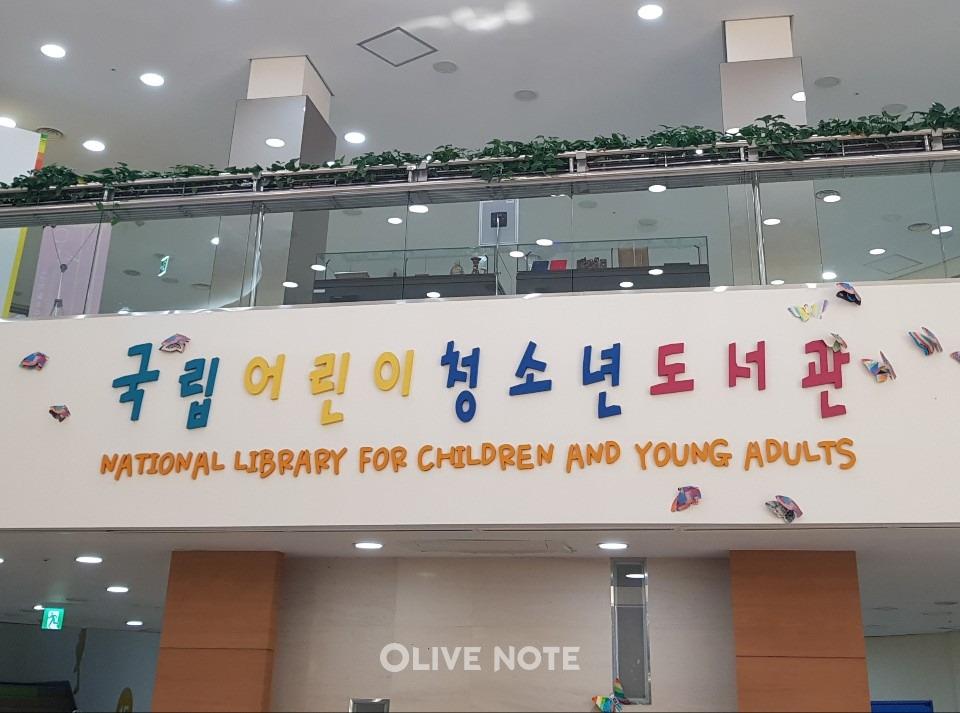 국립어린이청소년도서관
NATIONAL LIBRARY FOR CHILDREN AND YOUNG ADULTS
OLIVE NOTE